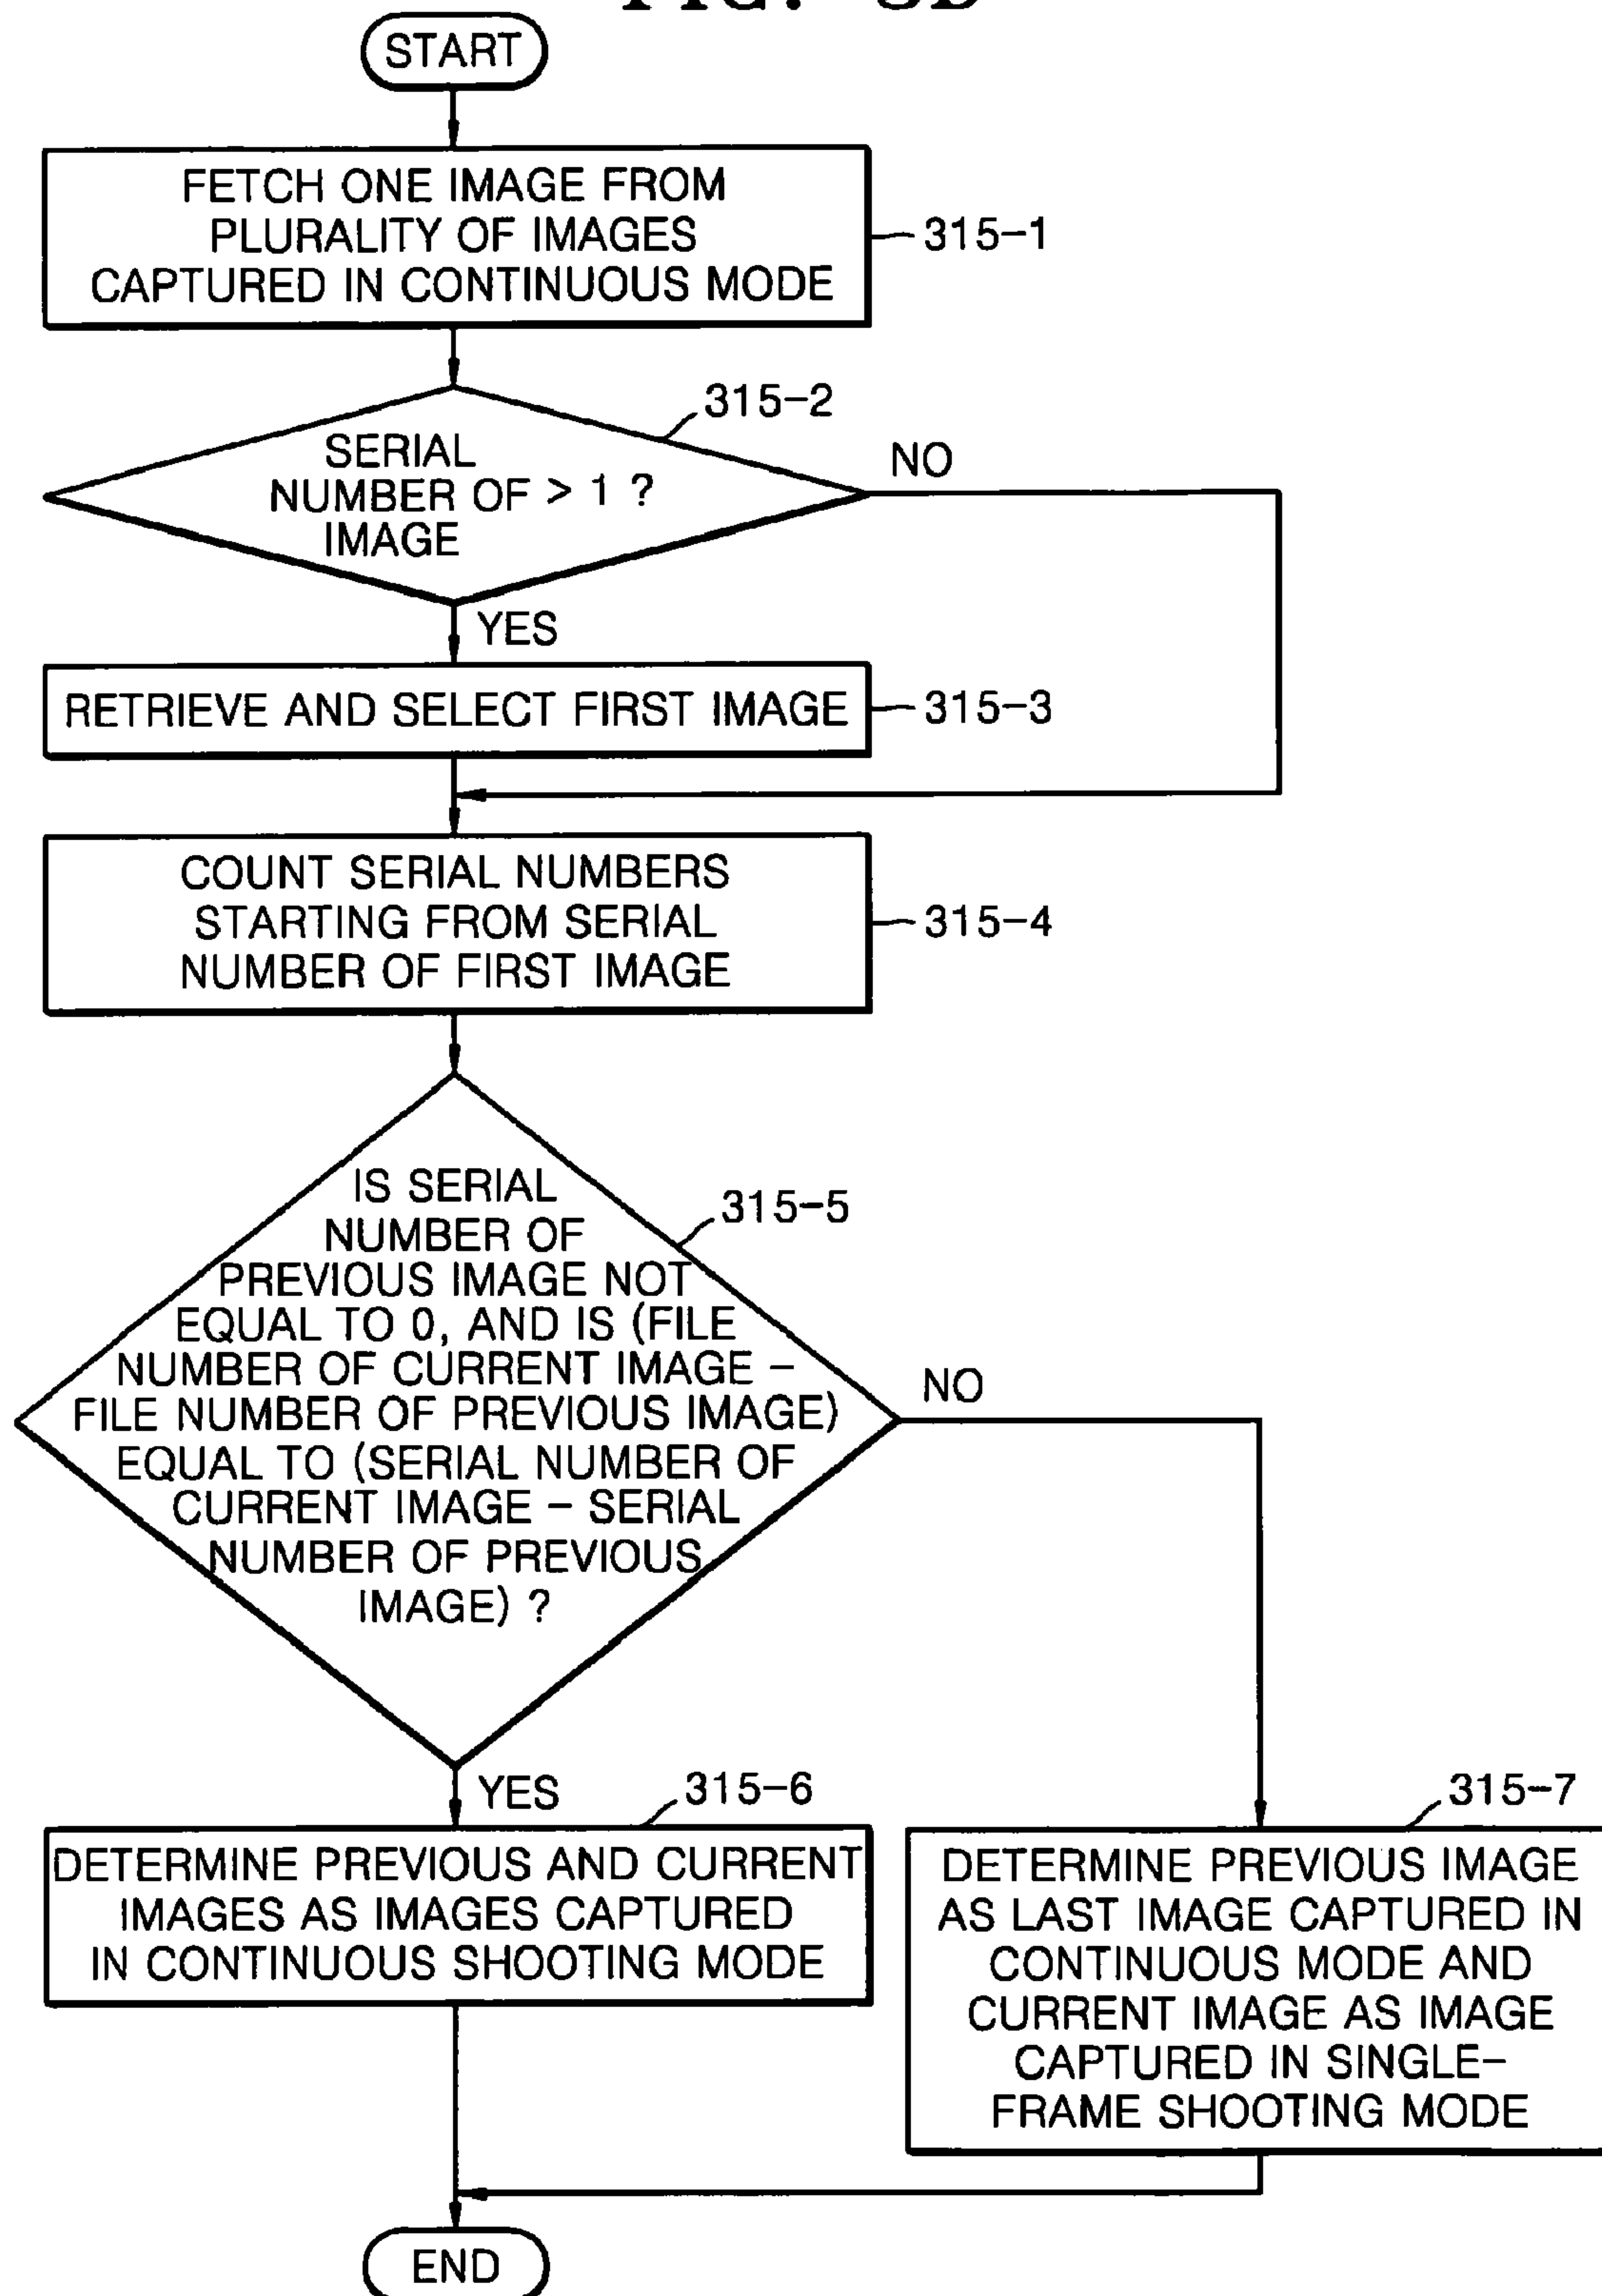 START
FETCH ONE IMAGE FROM
PLURALITY OF IMAGES
CAPTURED IN CONTINUOUS MODE
315-1
315-2
SERIAL
NUMBER OF > 1 ?
IMAGE
NO
YES
RETRIEVE AND SELECT FIRST IMAGE
315-3
COUNT SERIAL NUMBERS
STARTING FROM SERIAL
NUMBER OF FIRST IMAGE
315-4
IS SERIAL
NUMBER OF
PREVIOUS IMAGE NOT
EQUAL TO 0, AND IS (FILE
NUMBER OF CURRENT IMAGE –
FILE NUMBER OF PREVIOUS IMAGE)
EQUAL TO (SERIAL NUMBER OF
CURRENT IMAGE – SERIAL
NUMBER OF PREVIOUS
IMAGE) ?
315-5
NO
YES
315-6
DETERMINE PREVIOUS AND CURRENT
IMAGES AS IMAGES CAPTURED
IN CONTINUOUS SHOOTING MODE
315-7
DETERMINE PREVIOUS IMAGE
AS LAST IMAGE CAPTURED IN
CONTINUOUS MODE AND
CURRENT IMAGE AS IMAGE
CAPTURED IN SINGLE-
FRAME SHOOTING MODE
END